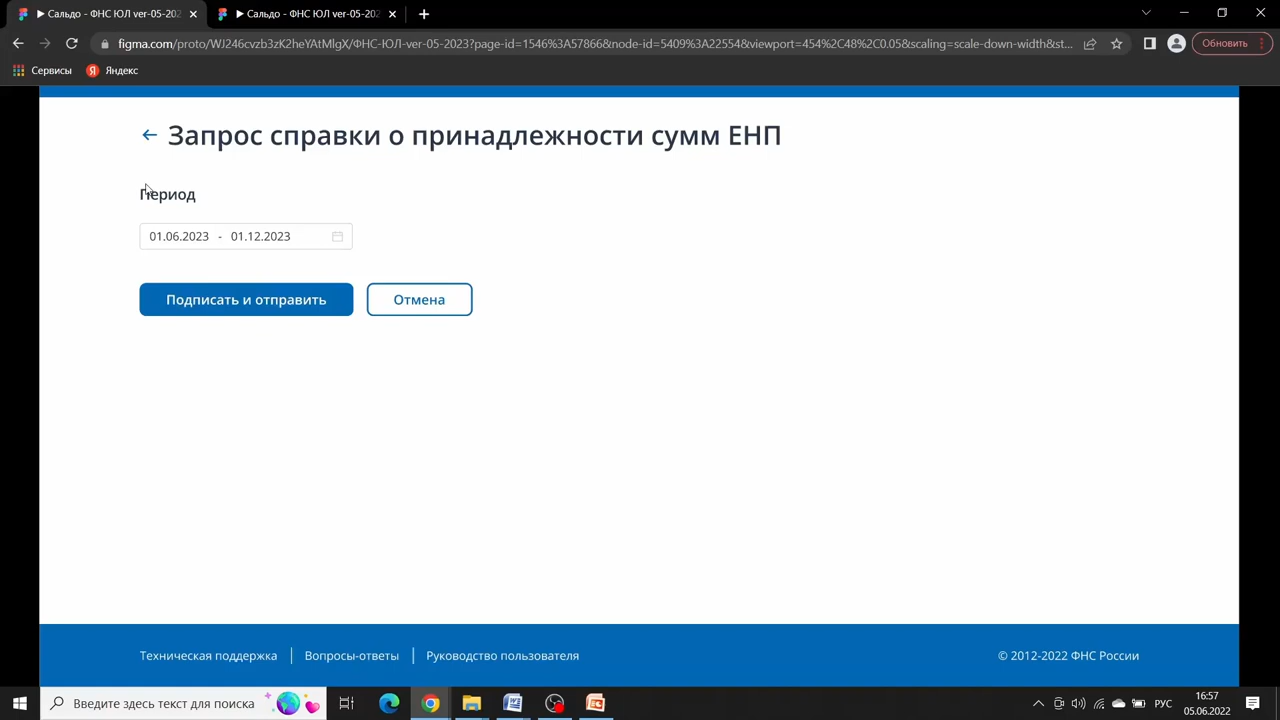 ▶ Сальдо - ФНС ЮЛ ver-05-202
▶ Сальдо - ФНС ЮЛ ver-05-202
figma.com/proto/WJ246cvzb3zK2heYAtMlgX/ФНС-ЮЛ-ver-05-2023?page-id=1546%3A57866&node-id=5409%3A22554&viewport=454%2C48%2C0.05&scaling=scale-down-width&st...
Обновить
Сервисы
Яндекс
Запрос справки о принадлежности сумм ЕНП
Период
01.06.2023 - 01.12.2023
Подписать и отправить
Отмена
Техническая поддержка
Вопросы-ответы
Руководство пользователя
© 2012-2022 ФНС России
Введите здесь текст для поиска
РУС
16:57
05.06.2022